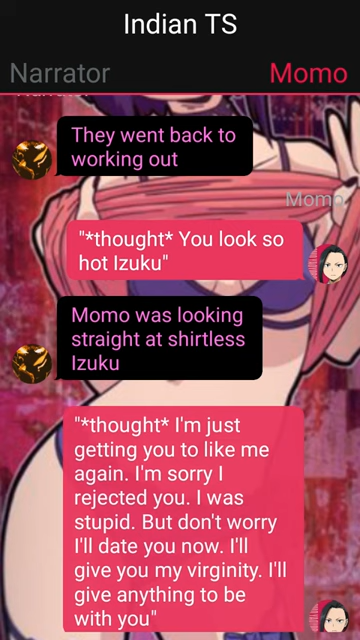 Indian TS
Narrator
Momo
They went back to
working out
Momo
"*thought* You look so
hot Izuku"
Momo was looking
straight at shirtless
Izuku
"*thought* I'm just
getting you to like me
again. I'm sorry I
rejected you. I was
stupid. But don't worry
I'll date you now. I'll
give you my virginity. I'll
give anything to be
with you"